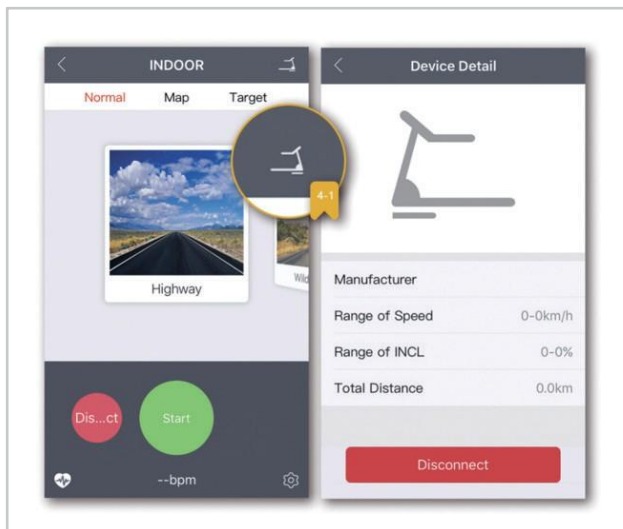 INDOOR
Normal Map Target
4-1
Highway
Wild
Dis...ct
Start
--bpm
Device Detail
Manufacturer
Range of Speed 0-0km/h
Range of INCL 0-0%
Total Distance 0.0km
Disconnect